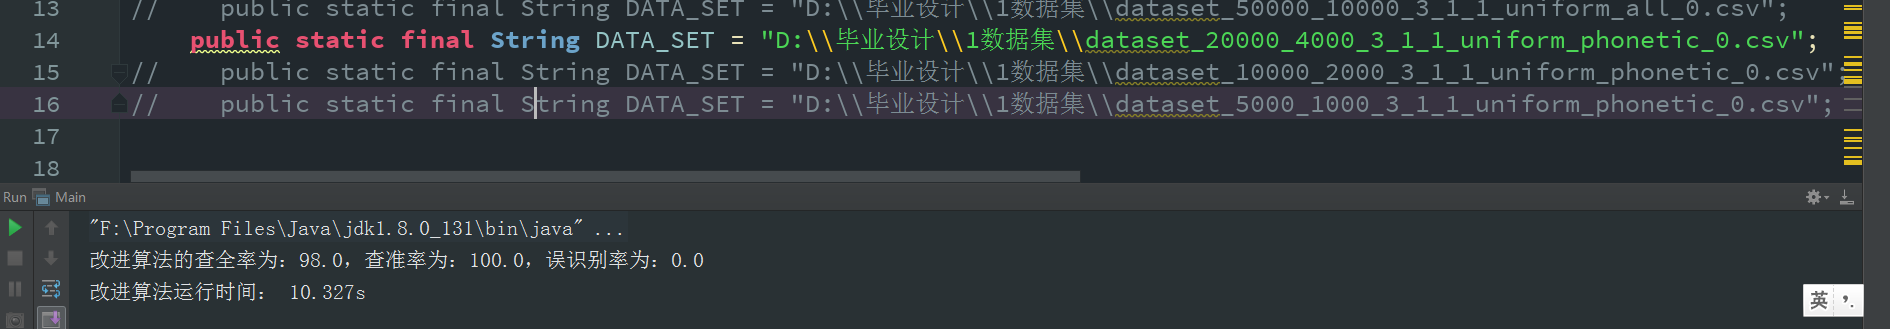 13 //    public static final String DATA_SET = "D:\\毕业设计\\1数据集\\dataset_50000_10000_3_1_1_uniform_all_0.csv";
14    public static final String DATA_SET = "D:\\毕业设计\\1数据集\\dataset_20000_4000_3_1_1_uniform_phonetic_0.csv";
15 //    public static final String DATA_SET = "D:\\毕业设计\\1数据集\\dataset_10000_2000_3_1_1_uniform_phonetic_0.csv";
16 //    public static final String DATA_SET = "D:\\毕业设计\\1数据集\\dataset_5000_1000_3_1_1_uniform_phonetic_0.csv";
17
18
Run Main
"F:\Program Files\Java\jdk1.8.0_131\bin\java" ...
改进算法的查全率为：98.0，查准率为：100.0，误识别率为：0.0
改进算法运行时间： 10.327s
英 ’.